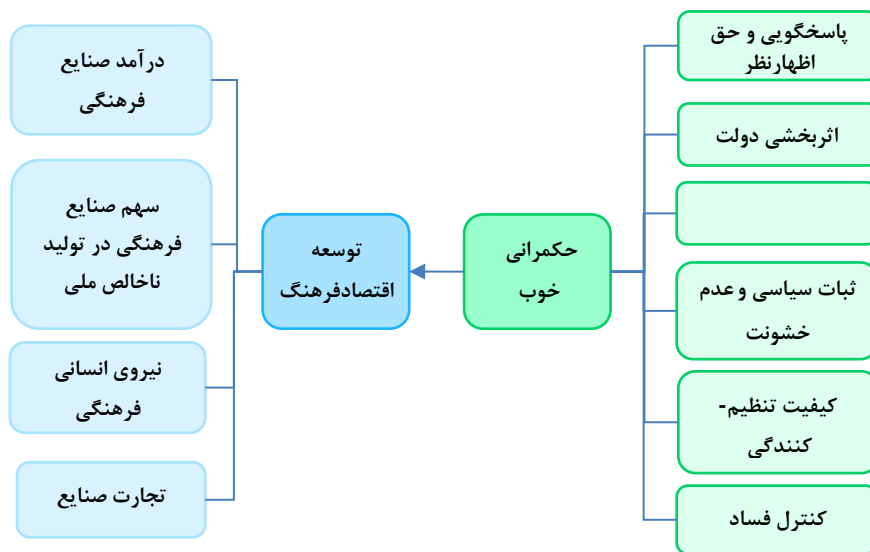 پاسخگویی و حق
اظهارنظر
اثربخشی دولت
ثبات سیاسی و عدم
خشونت
کیفیت تنظیم-
کنندگی
کنترل فساد
حکمرانی
خوب
توسعه
اقتصادفرهنگ
درآمد صنایع
فرهنگی
سهم صنایع
فرهنگی در تولید
ناخالص ملی
نیروی انسانی
فرهنگی
تجارت صنایع